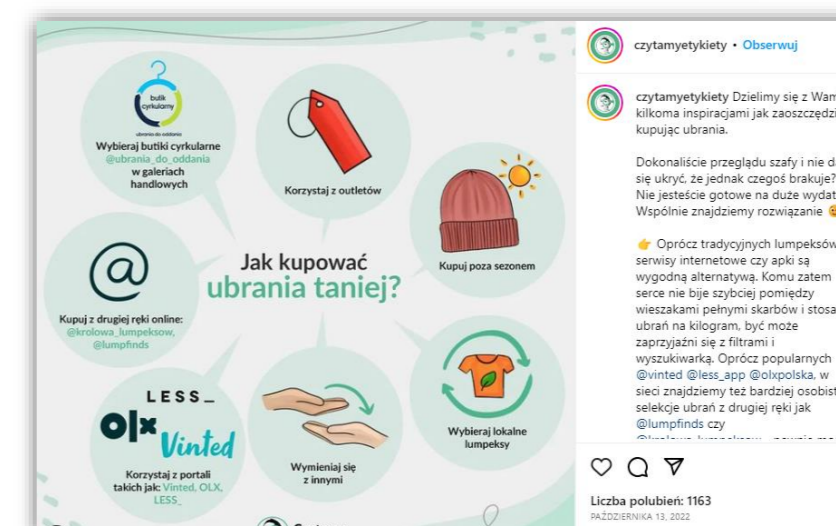 butik
cyrkularny
ubrania do oddania
Wybieraj butiki cyrkularne
@ubrania_do_oddania
w galeriach
handlowych
Korzystaj z outletów
Kupuj poza sezonem
Jak kupować
ubrania taniej?
Kupuj z drugiej ręki online:
@krolowa_lumpeksow,
@lumpfinds
LESS_
olx
Vinted
Korzystaj z portali
takich jak: Vinted, OLX,
LESS_
Wymieniaj się
z innymi
Wybieraj lokalne
lumpeksy
czytamyetykiety • Obserwuj
czytamyetykiety Dzielimy się z Wam
kilkoma inspiracjami jak zaoszczędzi
kupując ubrania.
Dokonaliście przeglądu szafy i nie da
się ukryć, że jednak czegoś brakuje?
Nie jesteście gotowe na duże wydat
Wspólnie znajdziemy rozwiązanie
👉 Oprócz tradycyjnych lumpeksów
serwisy internetowe czy apki są
wygodną alternatywą. Komu zatem
serce nie bije szybciej pomiędzy
wieszakami pełnymi skarbów i stosa
ubrań na kilogram, być może
zaprzyjaźni się z filtrami i
wyszukiwarką. Oprócz popularnych
@vinted @less_app @olxpolska, w
sieci znajdziemy też bardziej osobist
selekcje ubrań z drugiej ręki jak
@lumpfinds czy
Liczba polubień: 1163
PAŹDZIERNIKA 13, 2022